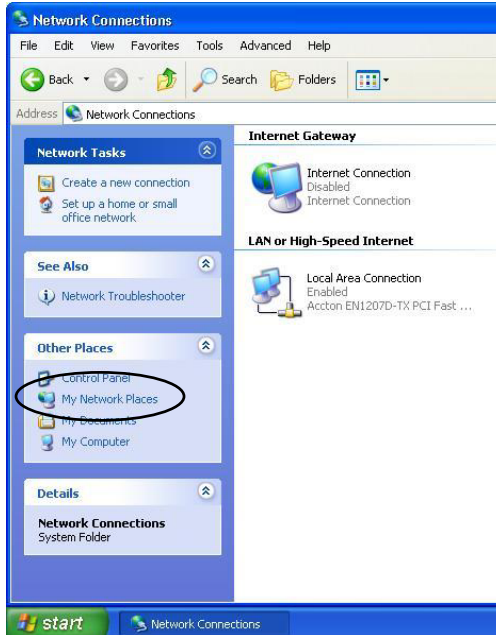 Network Connections
File Edit View Favorites Tools Advanced Help
Back Search Folders
Address Network Connections
Network Tasks
Create a new connection
Set up a home or small
office network
See Also
Network Troubleshooter
Other Places
Control Panel
My Network Places
My Documents
My Computer
Details
Network Connections
System Folder
Internet Gateway
Internet Connection
Disabled
Internet Connection
LAN or High-Speed Internet
Local Area Connection
Enabled
Accton EN1207D-TX PCI Fast ...
start Network Connections